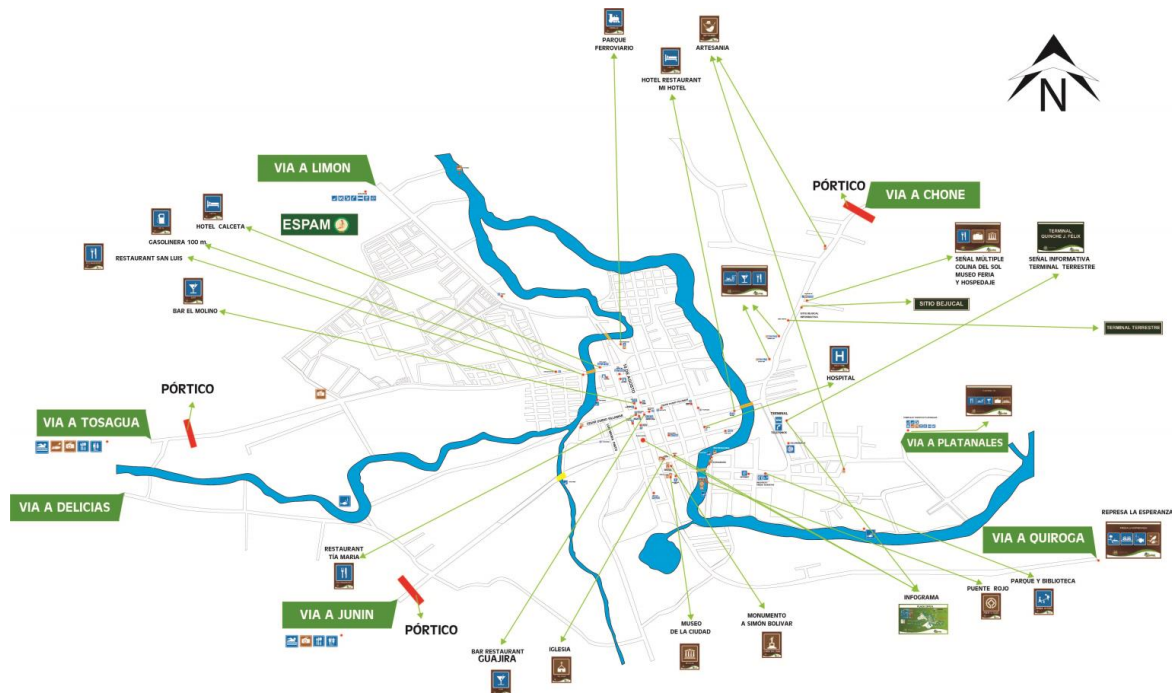 PARQUE
FERROVIARIO
ARTESANIA
HOTEL RESTAURANT
MI HOTEL
N
VIA A LIMON
ESPAM
HOTEL CALCETA
GASOLINERA 100 m.
RESTAURANT SAN LUIS
BAR EL MOLINO
PÓRTICO
VIA A CHONE
SEÑAL MÚLTIPLE
COLINA DEL SOL
MUSEO FERIA
Y HOSPEDAJE
TERMINAL
QUINCHE J. FÉLIX
SEÑAL INFORMATIVA
TERMINAL TERRESTRE
SITIO BEJUCAL
TERMINAL TERRESTRE
H
HOSPITAL
PÓRTICO
VIA A TOSAGUA
TERMINAL
VIA A PLATANALES
VIA A DELICIAS
REPRESA LA ESPERANZA
VIA A QUIROGA
RESTAURANT
TÍA MARIA
VIA A JUNIN
PÓRTICO
BAR RESTAURANT
GUAJIRA
IGLESIA
MUSEO
DE LA CIUDAD
MONUMENTO
A SIMÓN BOLIVAR
INFOGRAMA
PUENTE ROJO
PARQUE Y BIBLIOTECA